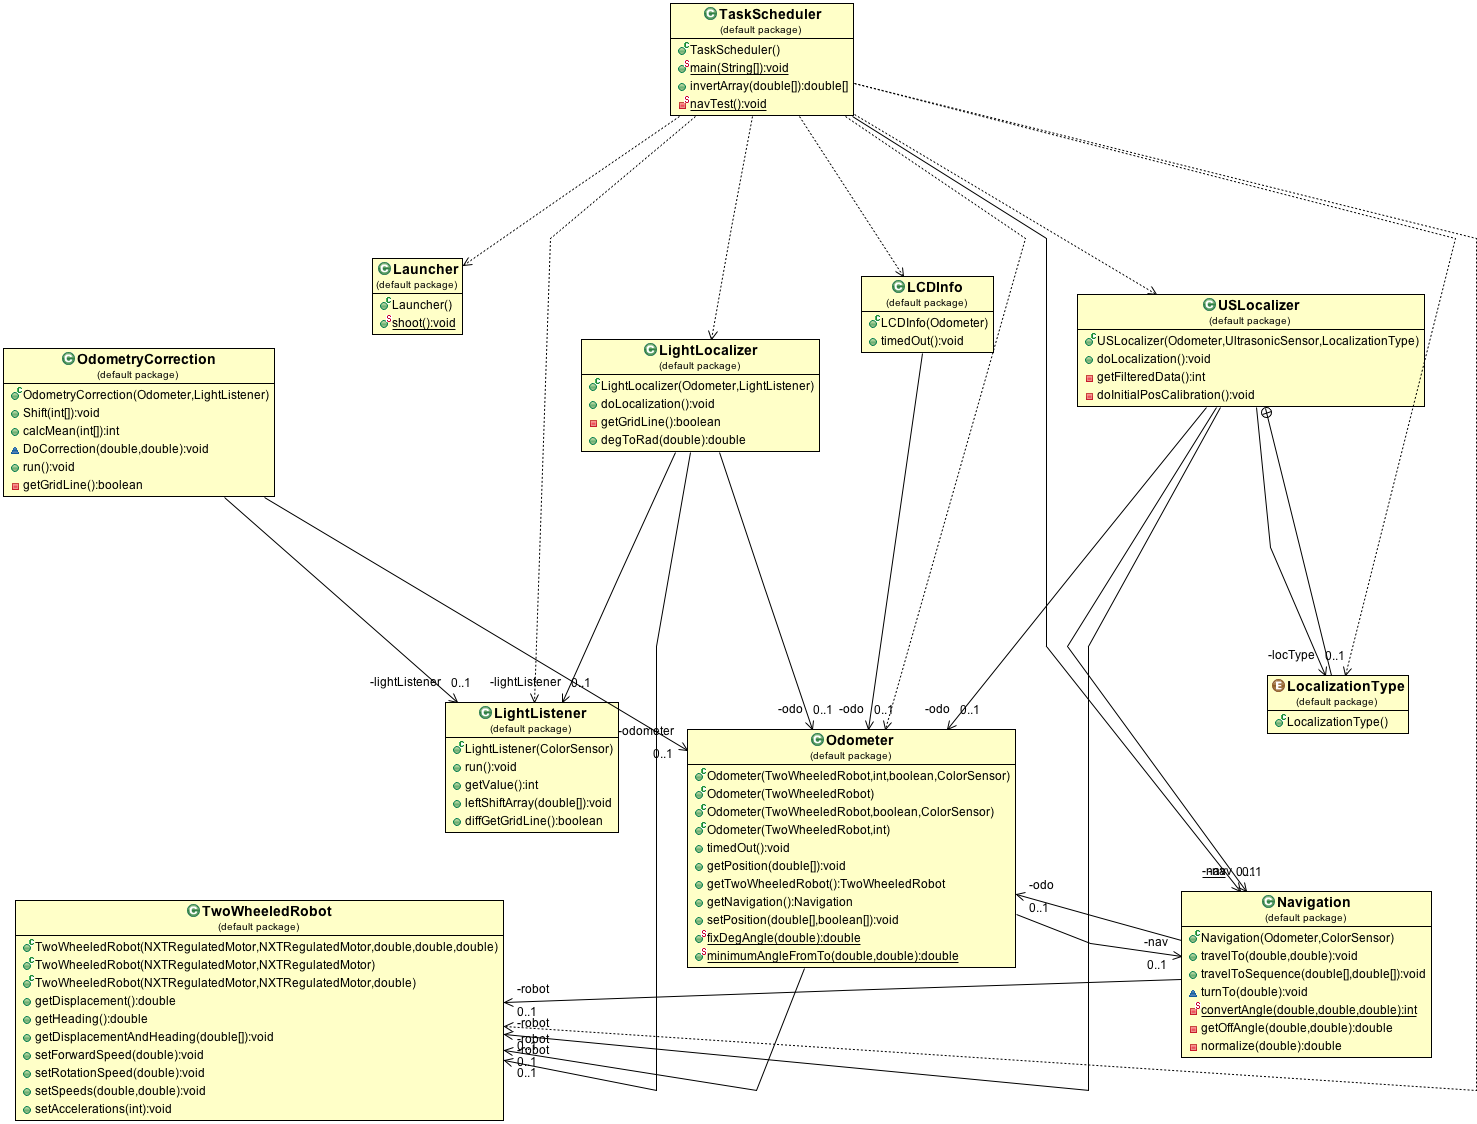 TaskScheduler
(default package)
TaskScheduler()
main(String[]):void
invertArray(double[]):double[]
navTest():void
Launcher
(default package)
Launcher()
shoot():void
LCDInfo
(default package)
LCDInfo(Odometer)
timedOut():void
USLocalizer
(default package)
USLocalizer(Odometer,UltrasonicSensor,LocalizationType)
doLocalization():void
getFilteredData():int
doInitialPosCalibration():void
LightLocalizer
(default package)
LightLocalizer(Odometer,LightListener)
doLocalization():void
getGridLine():boolean
degToRad(double):double
OdometryCorrection
(default package)
OdometryCorrection(Odometer,LightListener)
Shift(int[]):void
calcMean(int[]):int
DoCorrection(double,double):void
run():void
getGridLine():boolean
-locType 0..1
LocalizationType
(default package)
LocalizationType()
-lightListener 0..1
-lightListener 0..1
LightListener
(default package)
LightListener(ColorSensor)
run():void
getValue():int
leftShiftArray(double[]):void
diffGetGridLine():boolean
-odometer
0..1
-odo 0..1
-odo 0..1
-odo 0..1
Odometer
(default package)
Odometer(TwoWheeledRobot,int,boolean,ColorSensor)
Odometer(TwoWheeledRobot)
Odometer(TwoWheeledRobot,boolean,ColorSensor)
Odometer(TwoWheeledRobot,int)
timedOut():void
getPosition(double[]):void
getTwoWheeledRobot():TwoWheeledRobot
getNavigation():Navigation
setPosition(double[],boolean[]):void
fixDegAngle(double):double
minimumAngleFromTo(double,double):double
-odo
0..1
-nav
0..1
-nav
Navigation
(default package)
Navigation(Odometer,ColorSensor)
travelTo(double,double):void
travelToSequence(double[],double[]):void
turnTo(double):void
convertAngle(double,double,double):int
getOffAngle(double,double):double
normalize(double):double
TwoWheeledRobot
(default package)
TwoWheeledRobot(NXTRegulatedMotor,NXTRegulatedMotor,double,double,double)
TwoWheeledRobot(NXTRegulatedMotor,NXTRegulatedMotor)
TwoWheeledRobot(NXTRegulatedMotor,NXTRegulatedMotor,double)
getDisplacement():double
getHeading():double
getDisplacementAndHeading(double[]):void
setForwardSpeed(double):void
setRotationSpeed(double):void
setSpeeds(double,double):void
setAccelerations(int):void
-robot
0..1
-robot
-robot
0..1
-robot
0..1
0..1